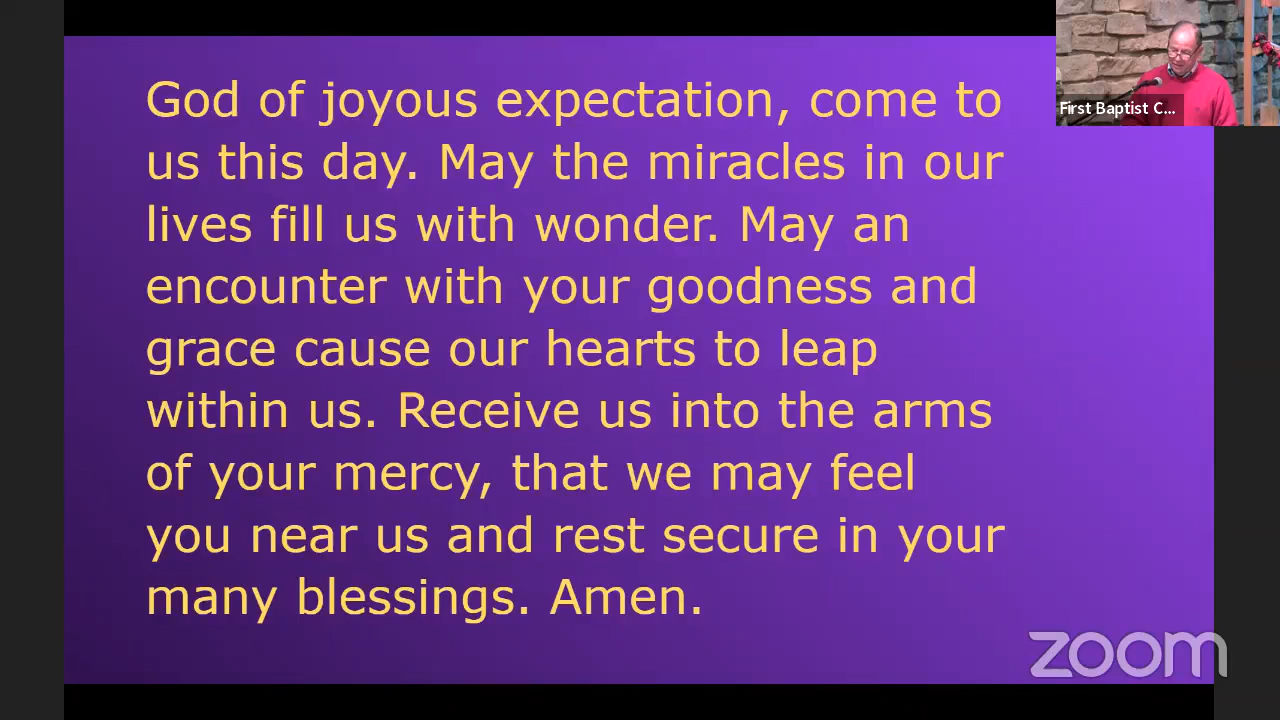 God of joyous expectation, come to
us this day. May the miracles in our
lives fill us with wonder. May an
encounter with your goodness and
grace cause our hearts to leap
within us. Receive us into the arms
of your mercy, that we may feel
you near us and rest secure in your
many blessings. Amen.
First Baptist C...
zoom